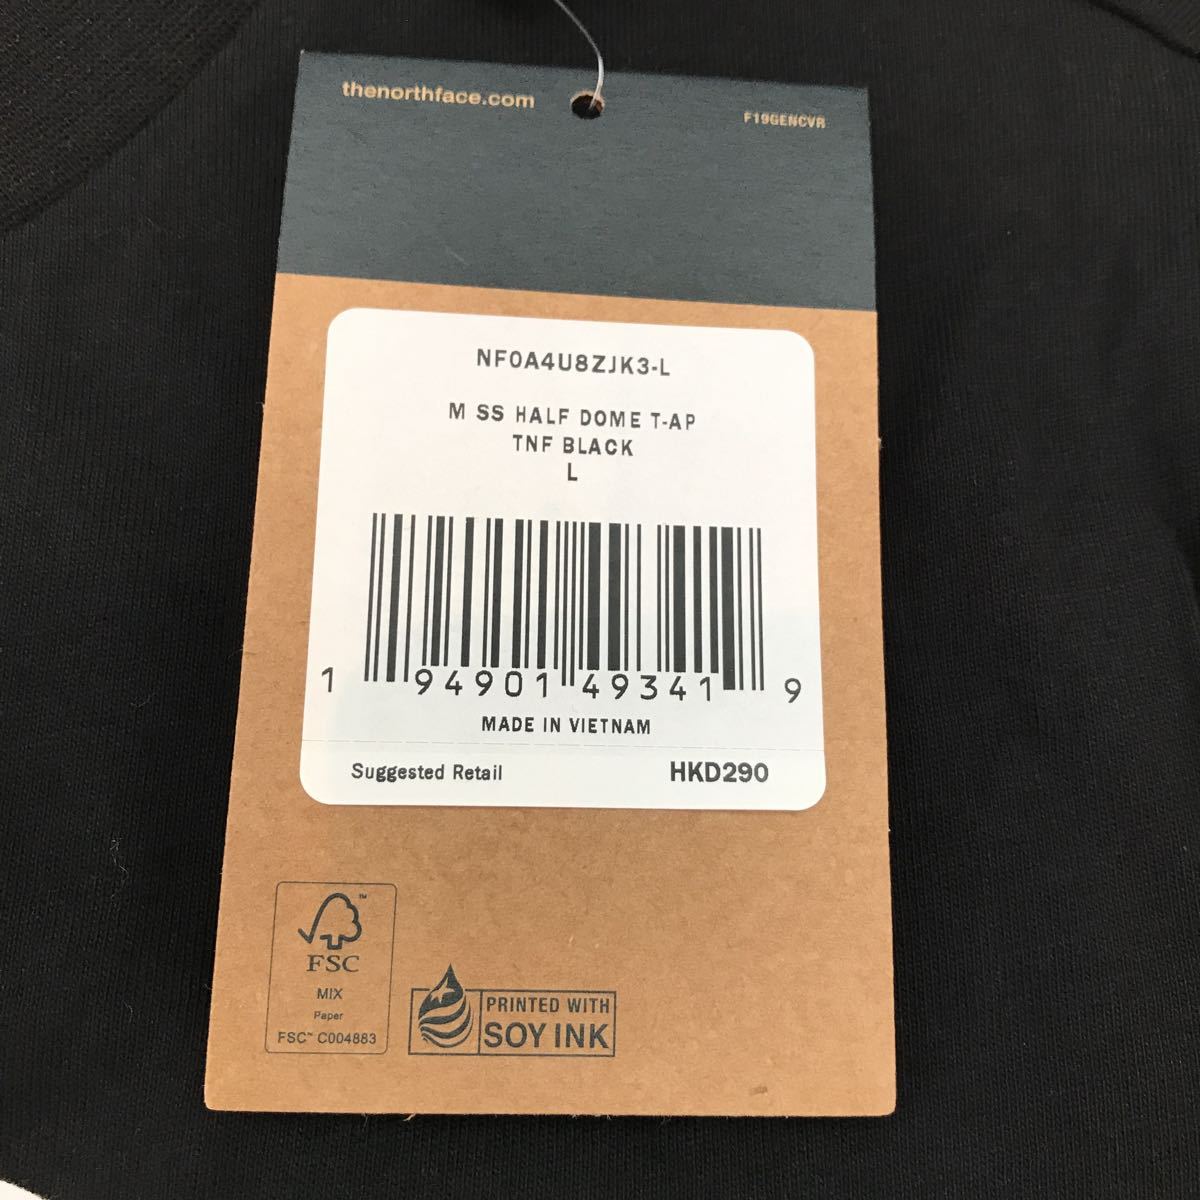 thenorthface.com
F19GENCVR
NF0A4U8ZJK3-L
M SS HALF DOME T-AP
TNF BLACK
L
1 94901 49341 9
MADE IN VIETNAM
Suggested Retail HKD290
FSC
MIX
Paper
FSC™ C004883
PRINTED WITH
SOY INK